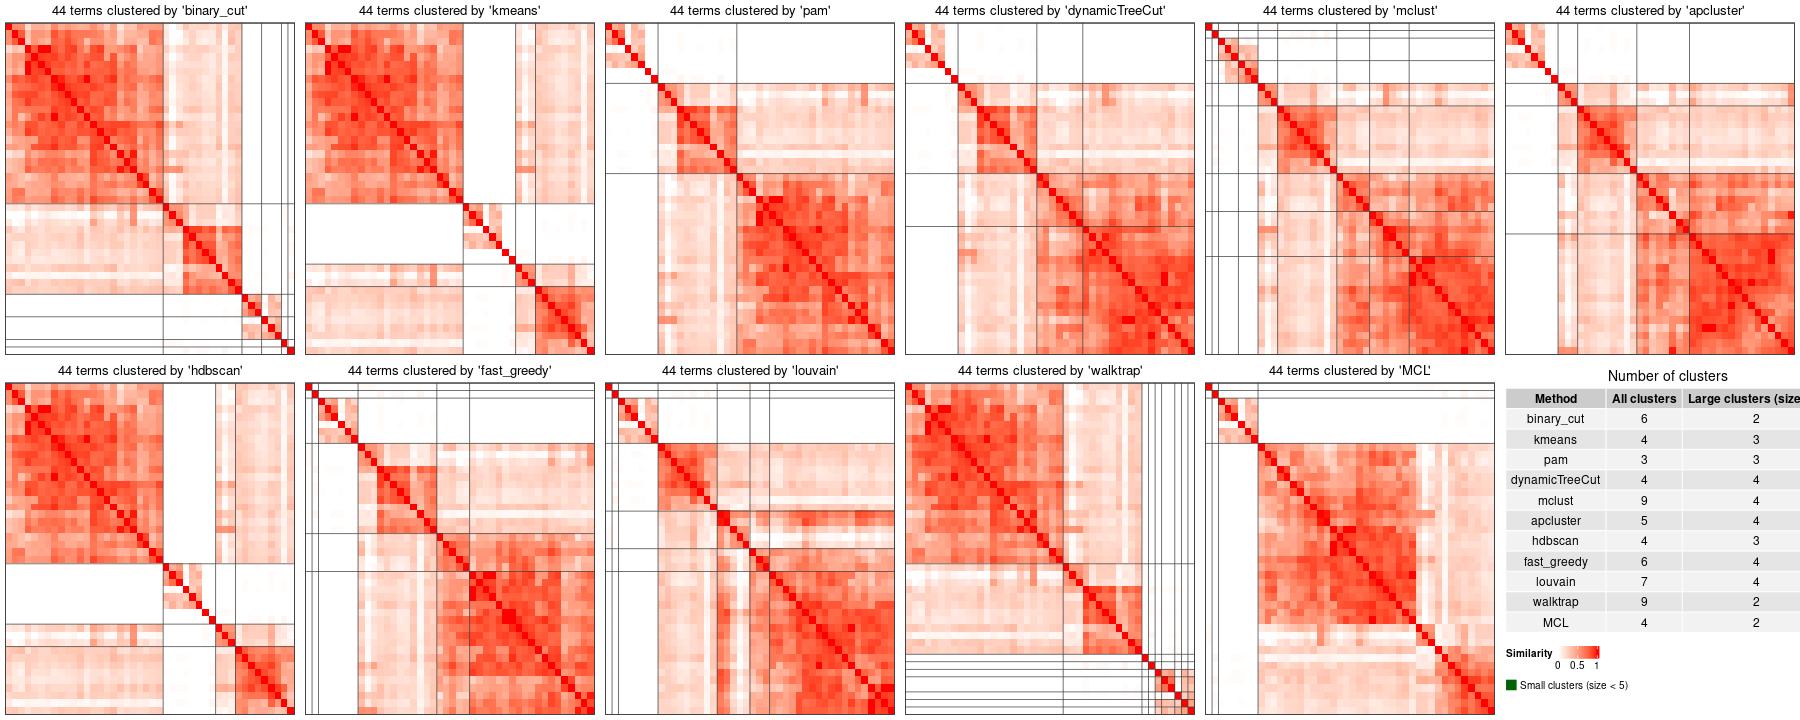 44 terms clustered by 'binary_cut'
44 terms clustered by 'kmeans'
44 terms clustered by 'pam'
44 terms clustered by 'dynamicTreeCut'
44 terms clustered by 'mclust'
44 terms clustered by 'apcluster'
44 terms clustered by 'hdbscan'
44 terms clustered by 'fast_greedy'
44 terms clustered by 'louvain'
44 terms clustered by 'walktrap'
44 terms clustered by 'MCL'
Number of clusters
Method All clusters Large clusters (size
binary_cut 6 2
kmeans 4 3
pam 3 3
dynamicTreeCut 4 4
mclust 9 4
apcluster 5 4
hdbscan 4 3
fast_greedy 6 4
louvain 7 4
walktrap 9 2
MCL 4 2
Similarity
0 0.5 1
Small clusters (size < 5)